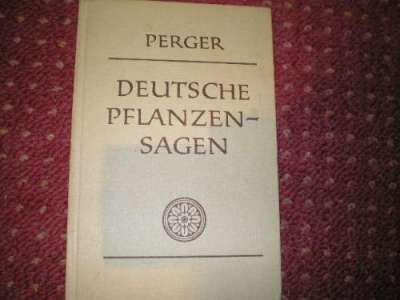 PERGER
DEUTSCHE
PFLANZEN-
SAGEN